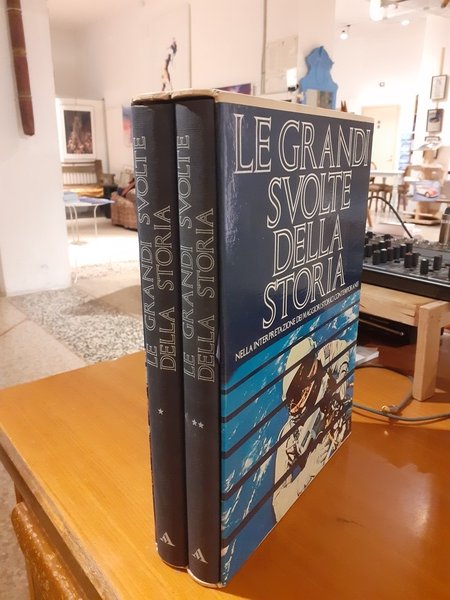 LE GRANDI SVOLTE
DELLA STORIA
*
LE GRANDI SVOLTE
DELLA STORIA
**
LE GRANDI
SVOLTE
DELLA
STORIA
NELLA INTERPRETAZIONE DEI MAGGIORI STORICI CONTEMPORANEI